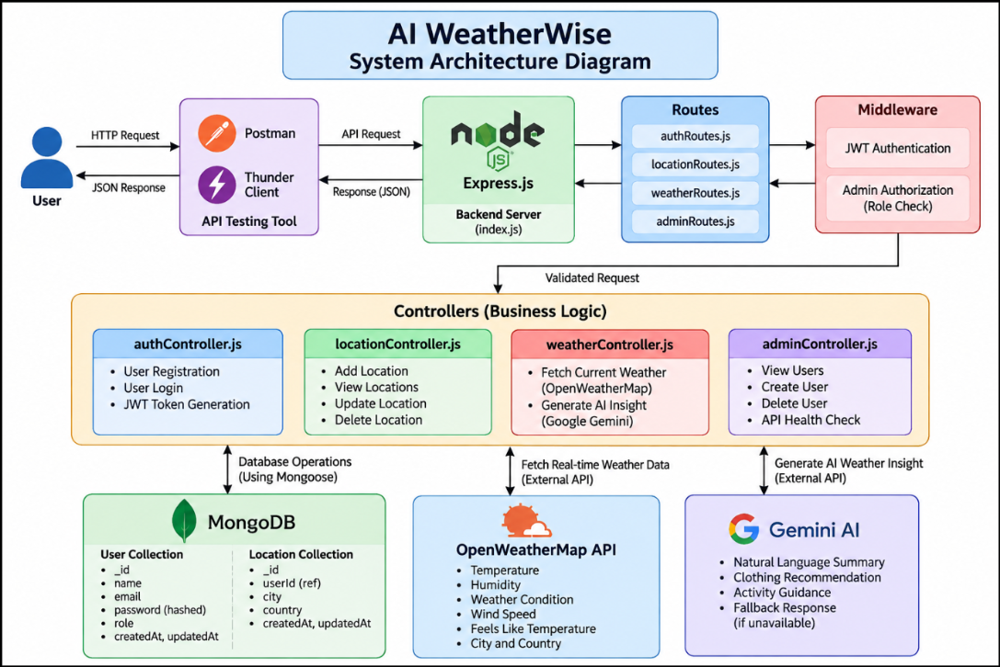 AI WeatherWise
System Architecture Diagram
HTTP Request
JSON Response
User
Postman
Thunder
Client
API Testing Tool
API Request
Response (JSON)
node
JS
Express.js
Backend Server
(index.js)
Routes
authRoutes.js
locationRoutes.js
weatherRoutes.js
adminRoutes.js
Middleware
JWT Authentication
Admin Authorization
(Role Check)
Validated Request
Controllers (Business Logic)
authController.js
• User Registration
• User Login
• JWT Token Generation
locationController.js
• Add Location
• View Locations
• Update Location
• Delete Location
weatherController.js
• Fetch Current Weather
(OpenWeatherMap)
• Generate AI Insight
(Google Gemini)
adminController.js
• View Users
• Create User
• Delete User
• API Health Check
Database Operations
(Using Mongoose)
Fetch Real-time Weather Data
(External API)
Generate AI Weather Insight
(External API)
MongoDB
User Collection
• _id
• name
• email
• password (hashed)
• role
• createdAt, updatedAt
Location Collection
• _id
• userId (ref)
• city
• country
• createdAt, updatedAt
OpenWeatherMap API
• Temperature
• Humidity
• Weather Condition
• Wind Speed
• Feels Like Temperature
• City and Country
G
Gemini AI
• Natural Language Summary
• Clothing Recommendation
• Activity Guidance
• Fallback Response
(if unavailable)